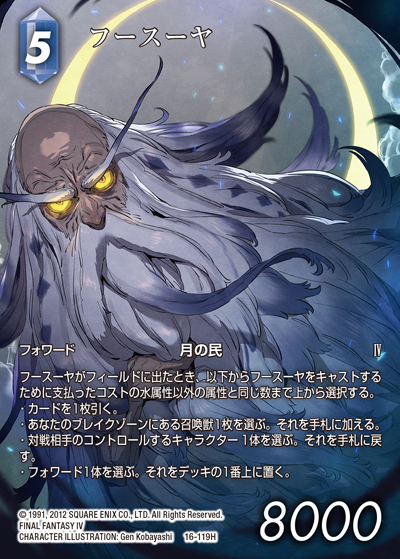 5
フースーヤ
フォワード 月の民 Ⅳ
フースーヤがフィールドに出たとき、以下からフースーヤをキャストする
ために支払ったコストの水属性以外の属性と同じ数まで上から選択する。
・カードを1枚引く。
・あなたのブレイクゾーンにある召喚獣1枚を選ぶ。それを手札に加える。
・対戦相手のコントロールするキャラクター 1体を選ぶ。それを手札に戻
す。
・フォワード1体を選ぶ。それをデッキの1番上に置く。
© 1991, 2012 SQUARE ENIX CO., LTD. All Rights Reserved.
FINAL FANTASY IV
CHARACTER ILLUSTRATION: Gen Kobayashi 16-119H
8000